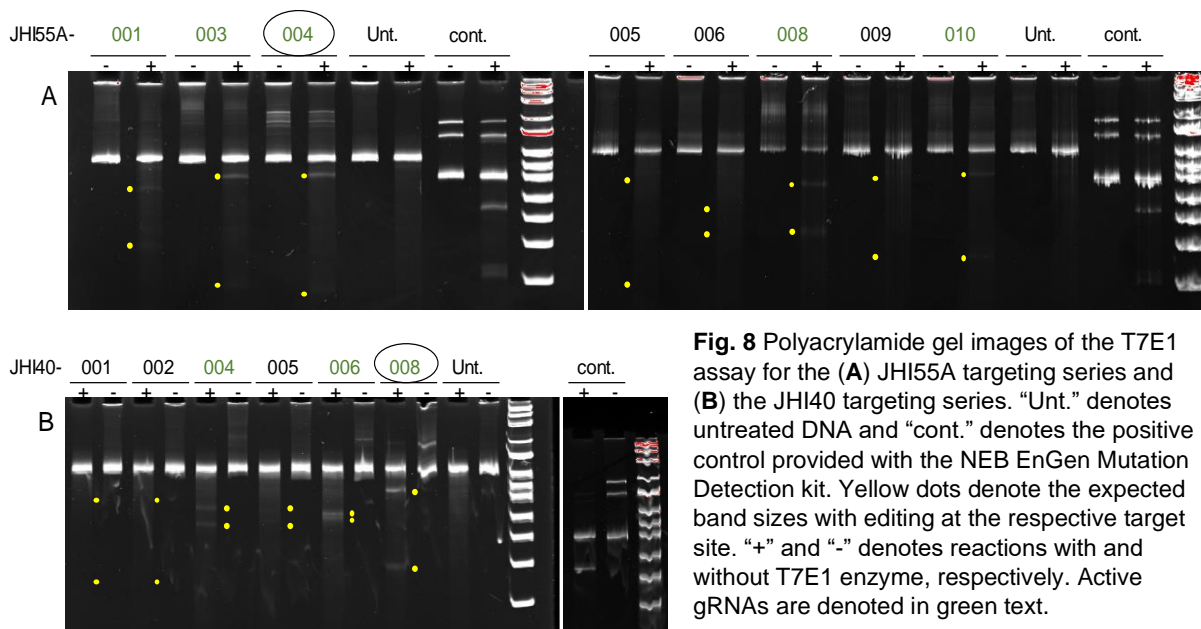 JHI55A- 001 003 004 Unt. cont. 005 006 008 009 010 Unt. cont.
- + - + - + - + - + - + - + - + - + - + - + - +
A
JHI40- 001 002 004 005 006 008 Unt. cont.
+ - + - + - + - + - + - + - + -
B
Fig. 8 Polyacrylamide gel images of the T7E1
assay for the (A) JHI55A targeting series and
(B) the JHI40 targeting series. “Unt.” denotes
untreated DNA and “cont.” denotes the positive
control provided with the NEB EnGen Mutation
Detection kit. Yellow dots denote the expected
band sizes with editing at the respective target
site. “+” and “-” denotes reactions with and
without T7E1 enzyme, respectively. Active
gRNAs are denoted in green text.